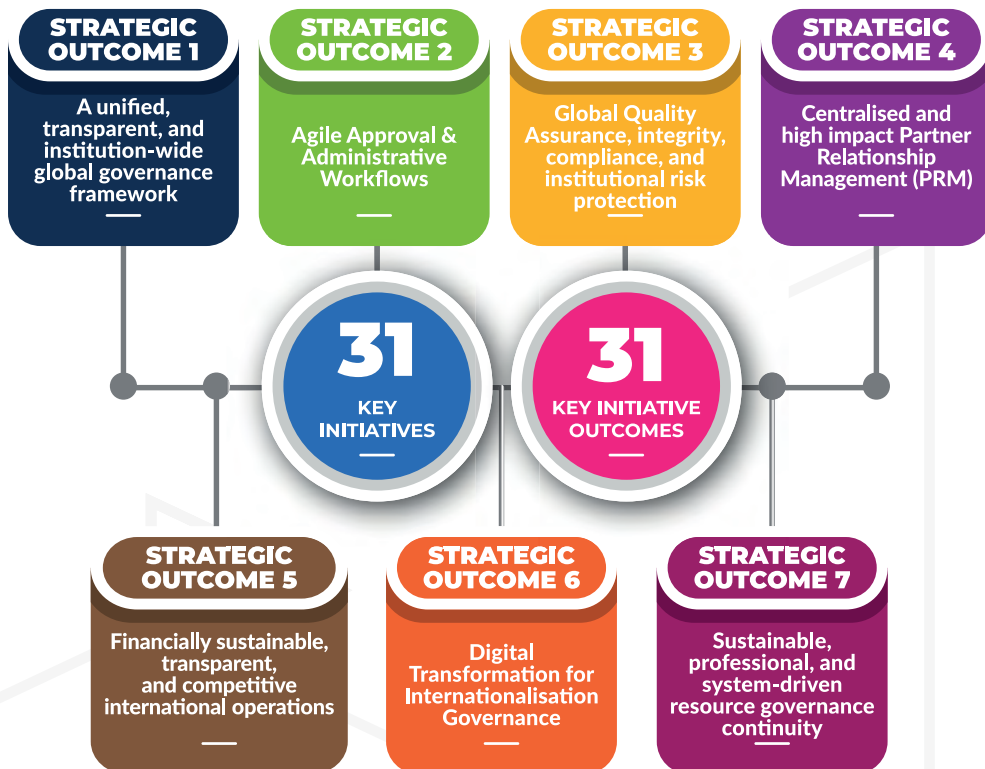 STRATEGIC
OUTCOME 1
A unified,
transparent, and
institution-wide
global governance
framework
STRATEGIC
OUTCOME 2
Agile Approval &
Administrative
Workflows
STRATEGIC
OUTCOME 3
Global Quality
Assurance, integrity,
compliance, and
institutional risk
protection
STRATEGIC
OUTCOME 4
Centralised and
high impact Partner
Relationship
Management (PRM)
31
KEY
INITIATIVES
31
KEY INITIATIVE
OUTCOMES
STRATEGIC
OUTCOME 5
Financially sustainable,
transparent,
and competitive
international operations
STRATEGIC
OUTCOME 6
Digital
Transformation for
Internationalisation
Governance
STRATEGIC
OUTCOME 7
Sustainable,
professional, and
system-driven
resource governance
continuity